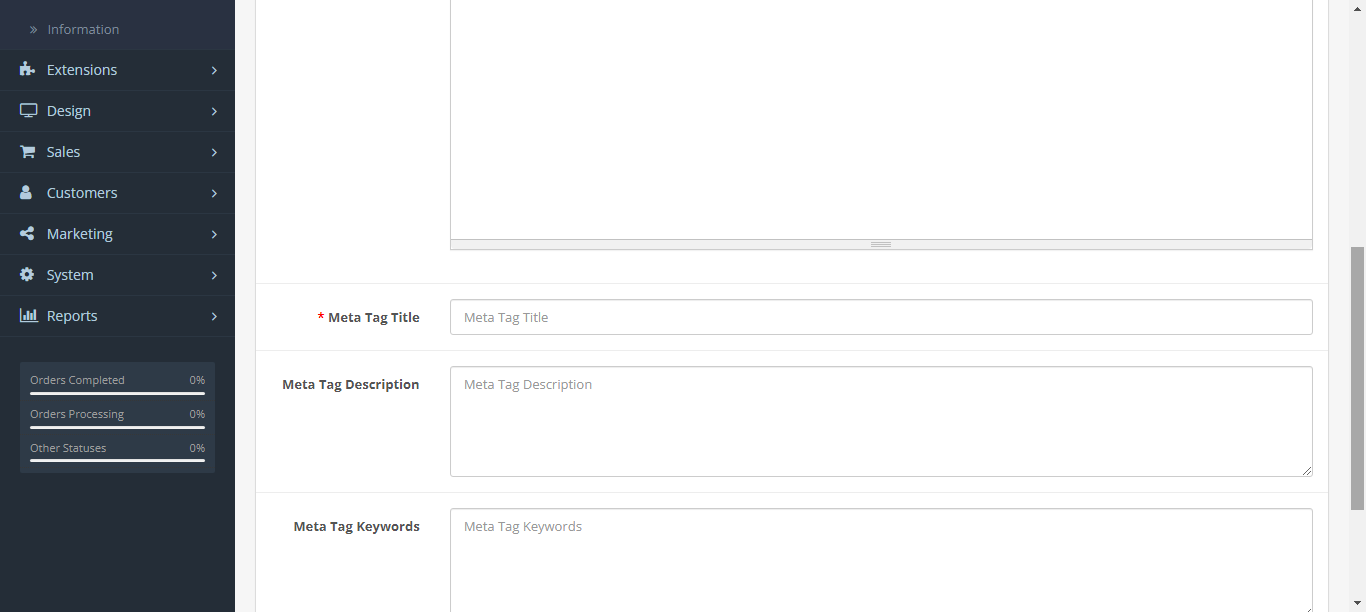 » Information
Extensions
Design
Sales
Customers
Marketing
System
Reports
Orders Completed 0%
Orders Processing 0%
Other Statuses 0%
* Meta Tag Title
Meta Tag Title
Meta Tag Description
Meta Tag Description
Meta Tag Keywords
Meta Tag Keywords